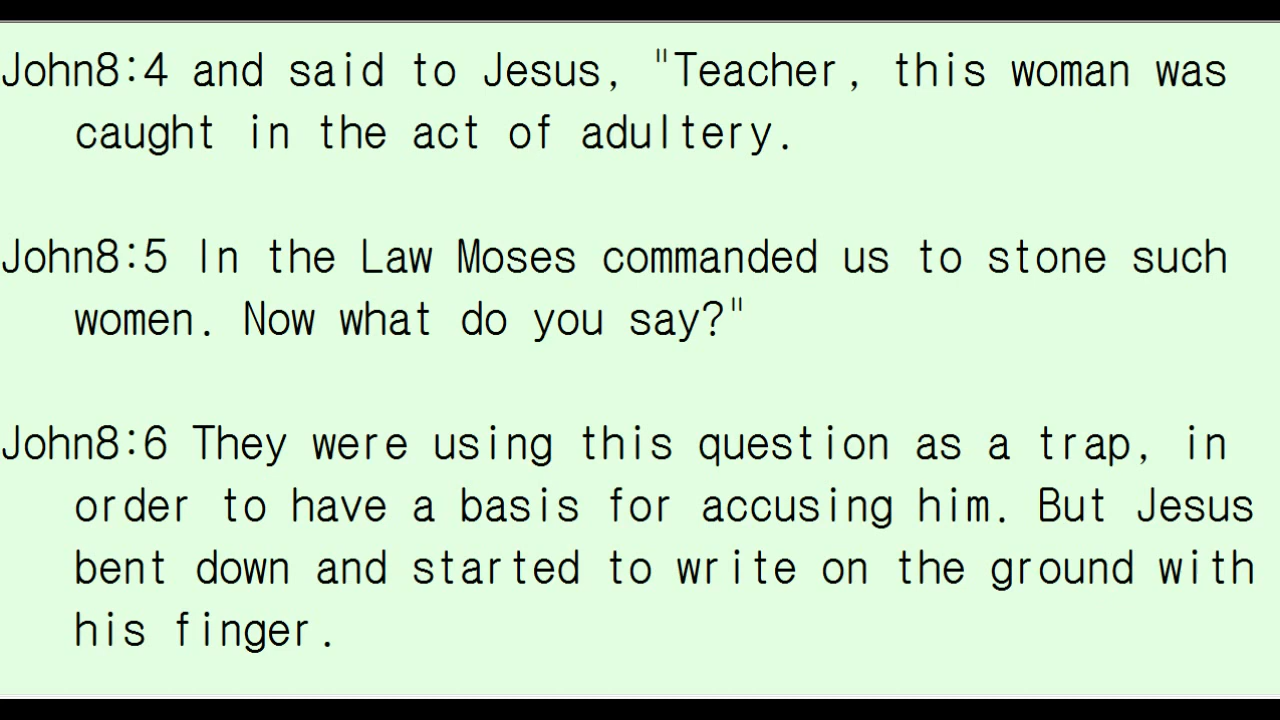 John8:4 and said to Jesus, "Teacher, this woman was
caught in the act of adultery.
John8:5 In the Law Moses commanded us to stone such
women. Now what do you say?"
John8:6 They were using this question as a trap, in
order to have a basis for accusing him. But Jesus
bent down and started to write on the ground with
his finger.